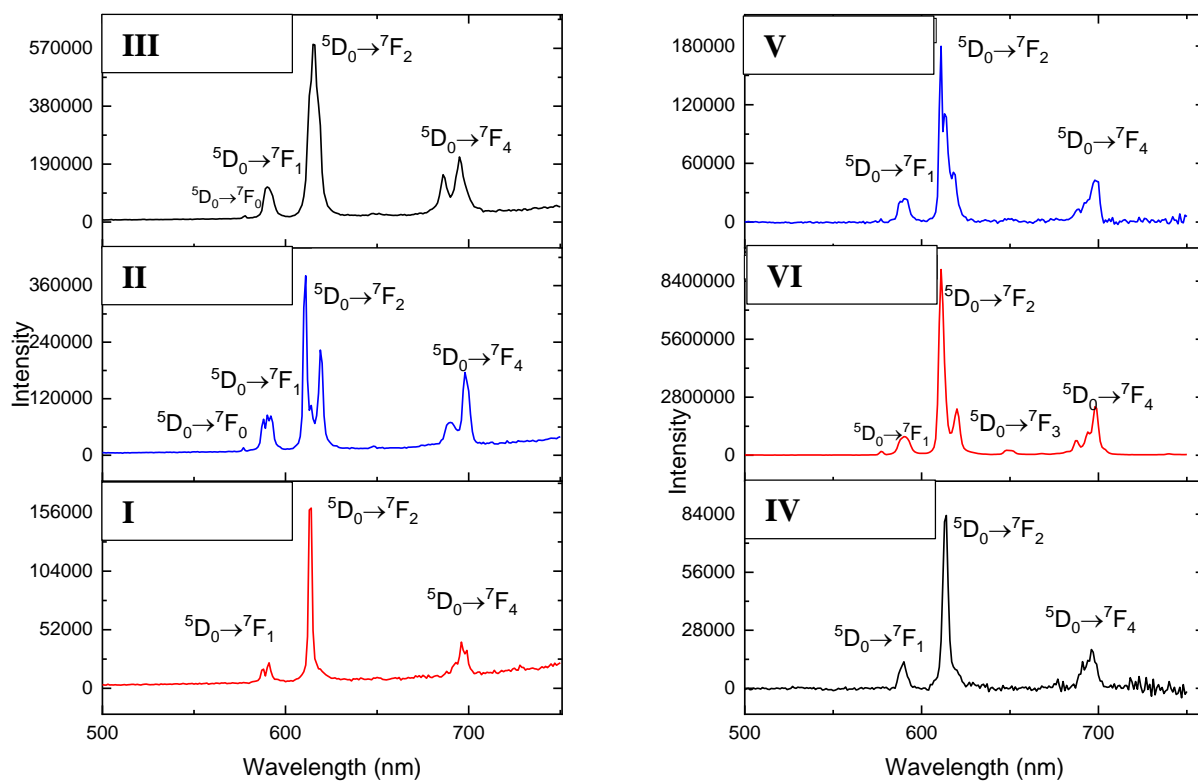 III
⁵D₀→⁷F₂
⁵D₀→⁷F₄
⁵D₀→⁷F₁
⁵D₀→⁷F₀
570000
380000
190000
0
II
⁵D₀→⁷F₂
⁵D₀→⁷F₄
⁵D₀→⁷F₁
⁵D₀→⁷F₀
360000
240000
120000
0
Intensity
I
⁵D₀→⁷F₂
⁵D₀→⁷F₄
⁵D₀→⁷F₁
156000
104000
52000
0
500 600 700
Wavelength (nm)
V
⁵D₀→⁷F₂
⁵D₀→⁷F₄
⁵D₀→⁷F₁
180000
120000
60000
0
VI
⁵D₀→⁷F₂
⁵D₀→⁷F₄
⁵D₀→⁷F₁
⁵D₀→⁷F₃
8400000
5600000
2800000
0
Intensity
IV
⁵D₀→⁷F₂
⁵D₀→⁷F₄
⁵D₀→⁷F₁
84000
56000
28000
0
500 600 700
Wavelength (nm)